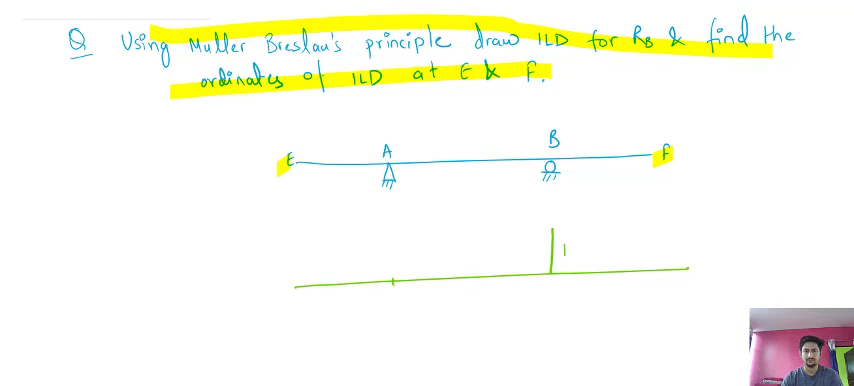 Q Using Muller Breslau's principle draw ILD for RB & find the
ordinates of ILD at E & F.
E A B F
1